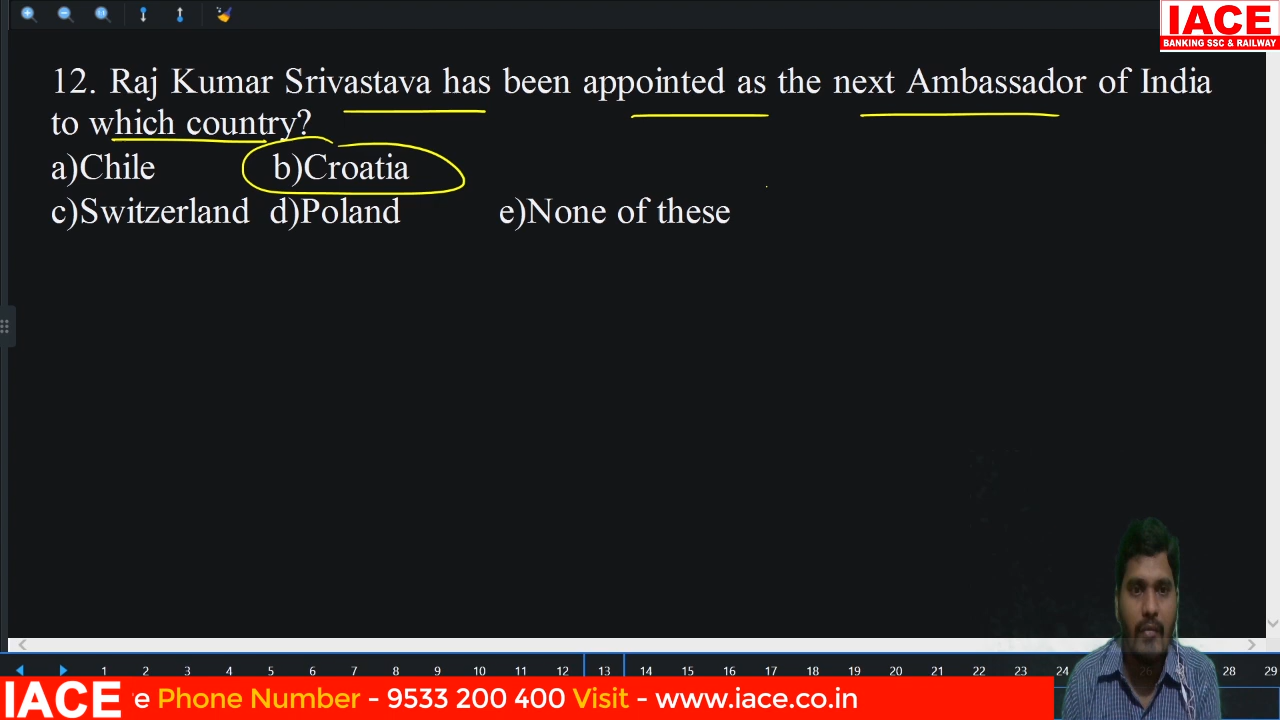 IACE
BANKING SSC & RAILWAY
12. Raj Kumar Srivastava has been appointed as the next Ambassador of India
to which country?
a)Chile b)Croatia
c)Switzerland d)Poland e)None of these
1 2 3 4 5 6 7 8 9 10 11 12 13 14 15 16 17 18 19 20 21 22 23 24 25 26 28 29
IACE e Phone Number - 9533 200 400 Visit - www.iace.co.in